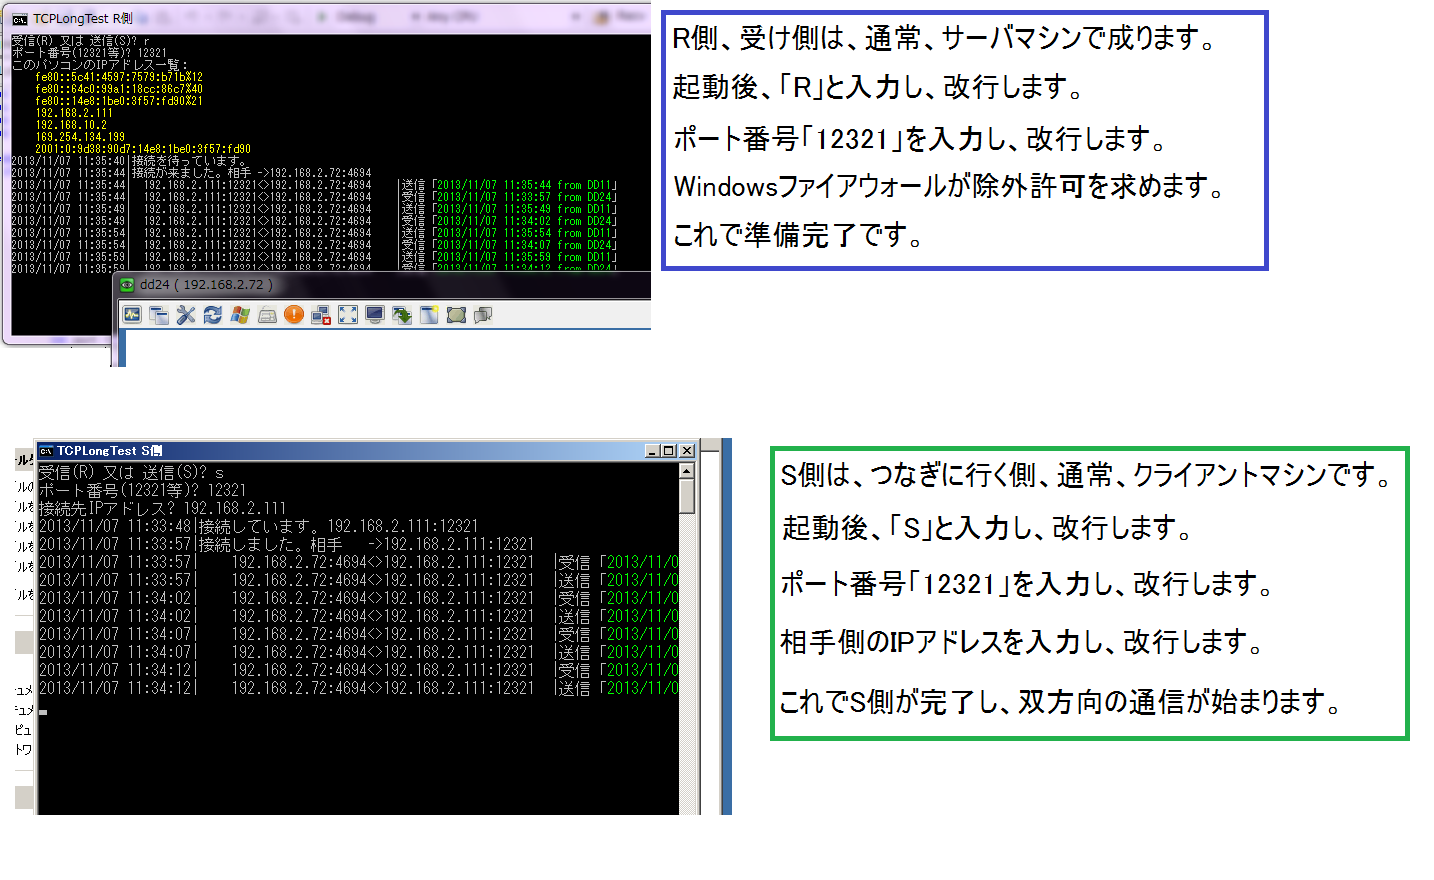 TCPLongTest R側
受信(R) 又は 送信(S)? r
ポート番号(12321等)? 12321
このパソコンのIPアドレス一覧：
fe80::5c41:4597:7579:b71b%12
fe80::64c0:99a1:18cc:86c7%40
fe80::14e8:1be0:3f57:fd90%21
192.168.2.111
192.168.10.2
169.254.134.199
2001:0:9d38:90d7:14e8:1be0:3f57:fd90
2013/11/07 11:35:40|接続を待っています。
2013/11/07 11:35:44|接続が来ました。相手 ->192.168.2.72:4694
2013/11/07 11:35:44| 192.168.2.111:12321<>192.168.2.72:4694 |送信「2013/11/07 11:35:44 from DD11」
2013/11/07 11:35:44| 192.168.2.111:12321<>192.168.2.72:4694 |受信「2013/11/07 11:33:57 from DD24」
2013/11/07 11:35:49| 192.168.2.111:12321<>192.168.2.72:4694 |送信「2013/11/07 11:35:49 from DD11」
2013/11/07 11:35:49| 192.168.2.111:12321<>192.168.2.72:4694 |受信「2013/11/07 11:34:02 from DD24」
2013/11/07 11:35:54| 192.168.2.111:12321<>192.168.2.72:4694 |送信「2013/11/07 11:35:54 from DD11」
2013/11/07 11:35:54| 192.168.2.111:12321<>192.168.2.72:4694 |受信「2013/11/07 11:34:07 from DD24」
2013/11/07 11:35:59| 192.168.2.111:12321<>192.168.2.72:4694 |送信「2013/11/07 11:35:59 from DD11」
2013/11/07 11:35:59| 192.168.2.111:12321<>192.168.2.72:4694 |受信「2013/11/07 11:34:12 from DD24」
dd24 ( 192.168.2.72 )
R側、受け側は、通常、サーバマシンで成ります。
起動後、「R」と入力し、改行します。
ポート番号「12321」を入力し、改行します。
Windowsファイアウォールが除外許可を求めます。
これで準備完了です。
TCPLongTest S側
受信(R) 又は 送信(S)? s
ポート番号(12321等)? 12321
接続先IPアドレス? 192.168.2.111
2013/11/07 11:33:48|接続しています。192.168.2.111:12321
2013/11/07 11:33:57|接続しました。相手 ->192.168.2.111:12321
2013/11/07 11:33:57| 192.168.2.72:4694<>192.168.2.111:12321 |受信「2013/11/0
2013/11/07 11:33:57| 192.168.2.72:4694<>192.168.2.111:12321 |送信「2013/11/0
2013/11/07 11:34:02| 192.168.2.72:4694<>192.168.2.111:12321 |受信「2013/11/0
2013/11/07 11:34:02| 192.168.2.72:4694<>192.168.2.111:12321 |送信「2013/11/0
2013/11/07 11:34:07| 192.168.2.72:4694<>192.168.2.111:12321 |受信「2013/11/0
2013/11/07 11:34:07| 192.168.2.72:4694<>192.168.2.111:12321 |送信「2013/11/0
2013/11/07 11:34:12| 192.168.2.72:4694<>192.168.2.111:12321 |受信「2013/11/0
2013/11/07 11:34:12| 192.168.2.72:4694<>192.168.2.111:12321 |送信「2013/11/0
S側は、つなぎに行く側、通常、クライアントマシンです。
起動後、「S」と入力し、改行します。
ポート番号「12321」を入力し、改行します。
相手側のIPアドレスを入力し、改行します。
これでS側が完了し、双方向の通信が始まります。